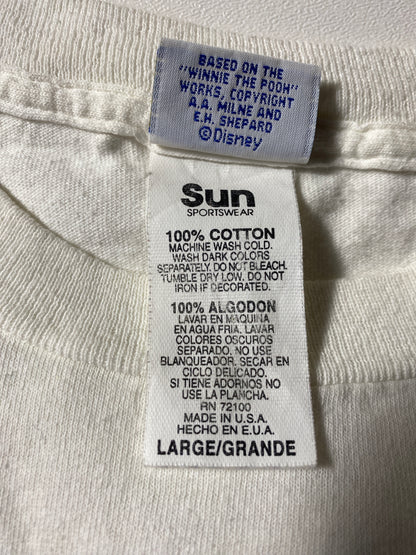 BASED ON THE
"WINNIE THE POOH"
WORKS, COPYRIGHT
A.A. MILNE AND
E.H. SHEPARD
©Disney
Sun
SPORTSWEAR
100% COTTON
MACHINE WASH COLD.
WASH DARK COLORS
SEPARATELY. DO NOT BLEACH.
TUMBLE DRY LOW. DO NOT
IRON IF DECORATED.
100% ALGODON
LAVAR EN MAQUINA
EN AGUA FRIA. LAVAR
COLORES OSCUROS
SEPARADO. NO USE
BLANQUEADOR. SECAR EN
CICLO DELICADO.
SI TIENE ADORNOS NO
USE LA PLANCHA.
RN 72100
MADE IN U.S.A.
HECHO EN E.U.A.
LARGE/GRANDE